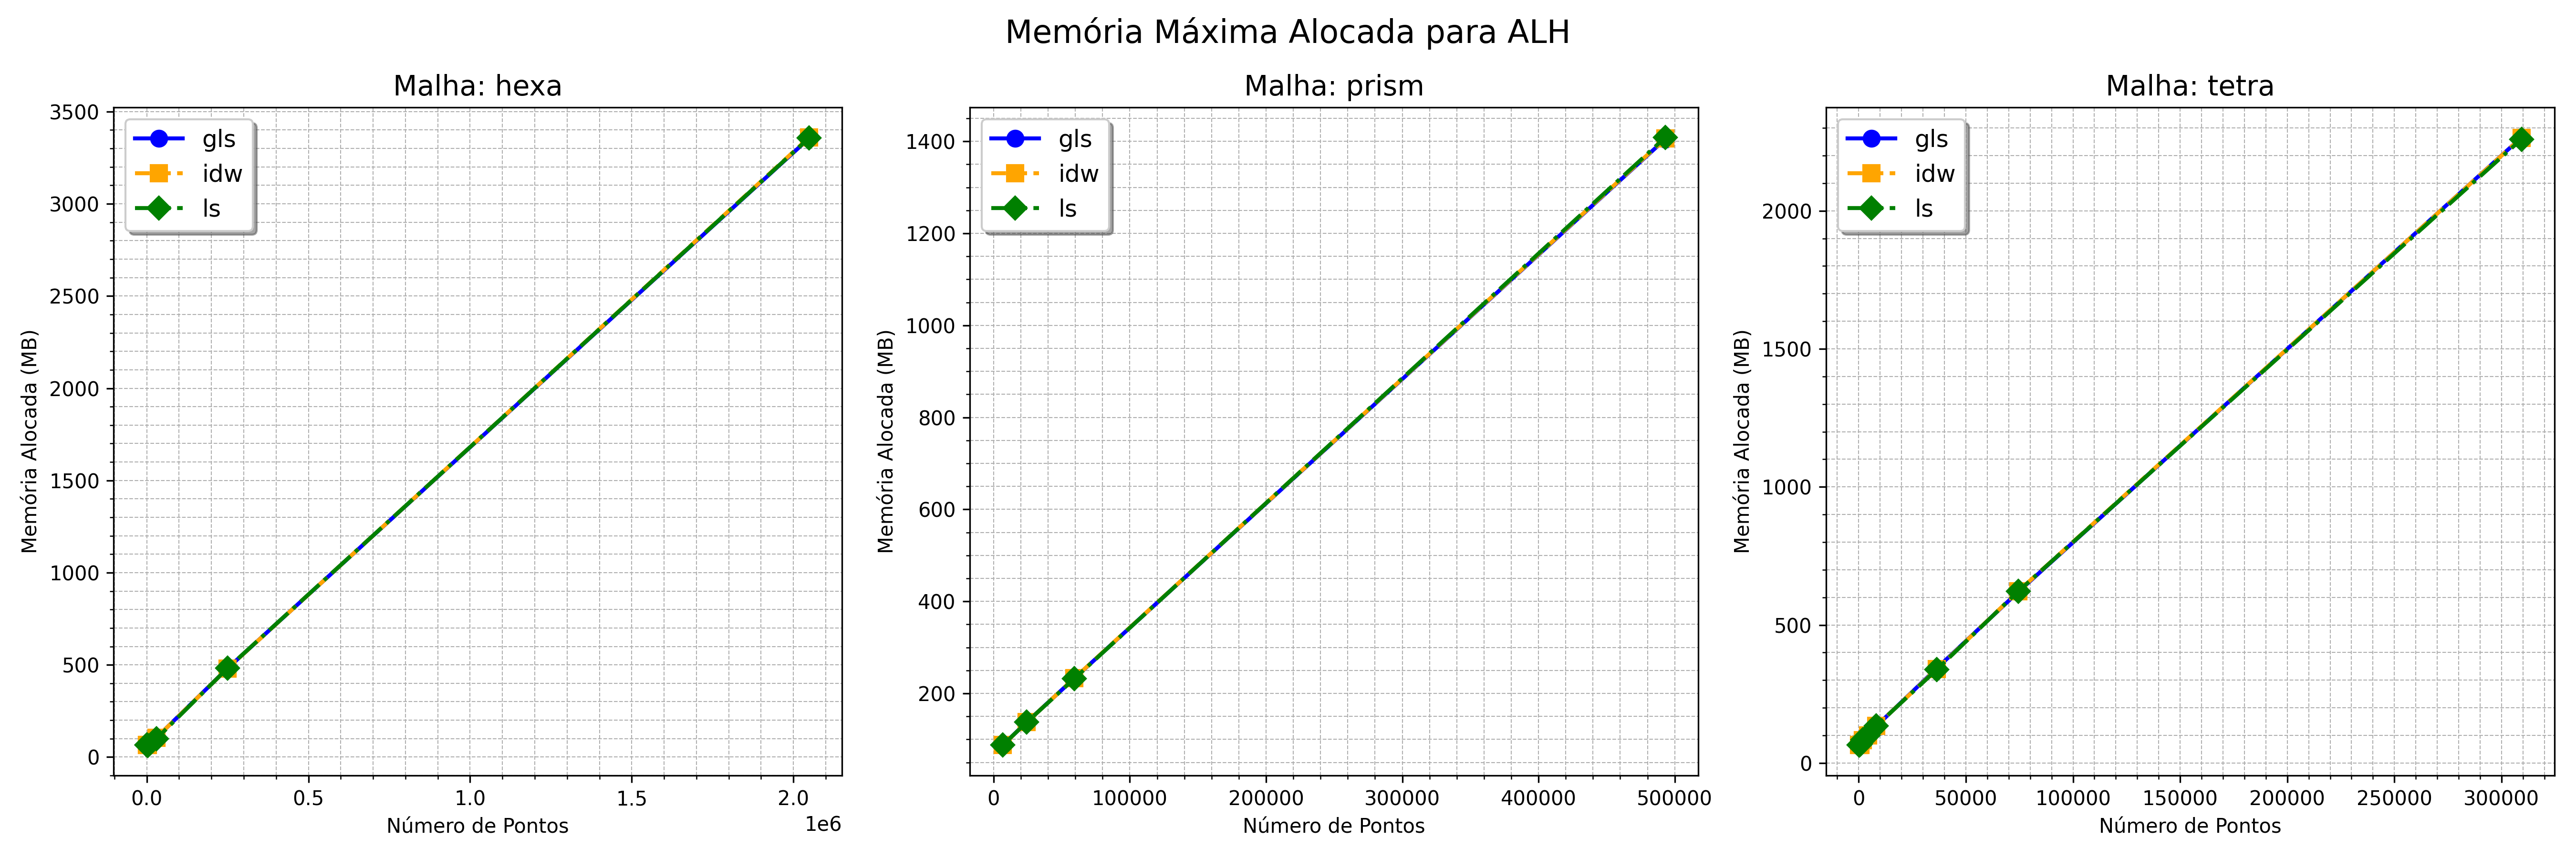 Memória Máxima Alocada para ALH
Malha: hexa
3500
3000
2500
2000
1500
1000
500
0
Memória Alocada (MB)
gls
idw
ls
0.0
0.5
1.0
1.5
2.0
1e6
Número de Pontos
Malha: prism
1400
1200
1000
800
600
400
200
Memória Alocada (MB)
gls
idw
ls
0
100000
200000
300000
400000
500000
Número de Pontos
Malha: tetra
2000
1500
1000
500
0
Memória Alocada (MB)
gls
idw
ls
0
50000
100000
150000
200000
250000
300000
Número de Pontos